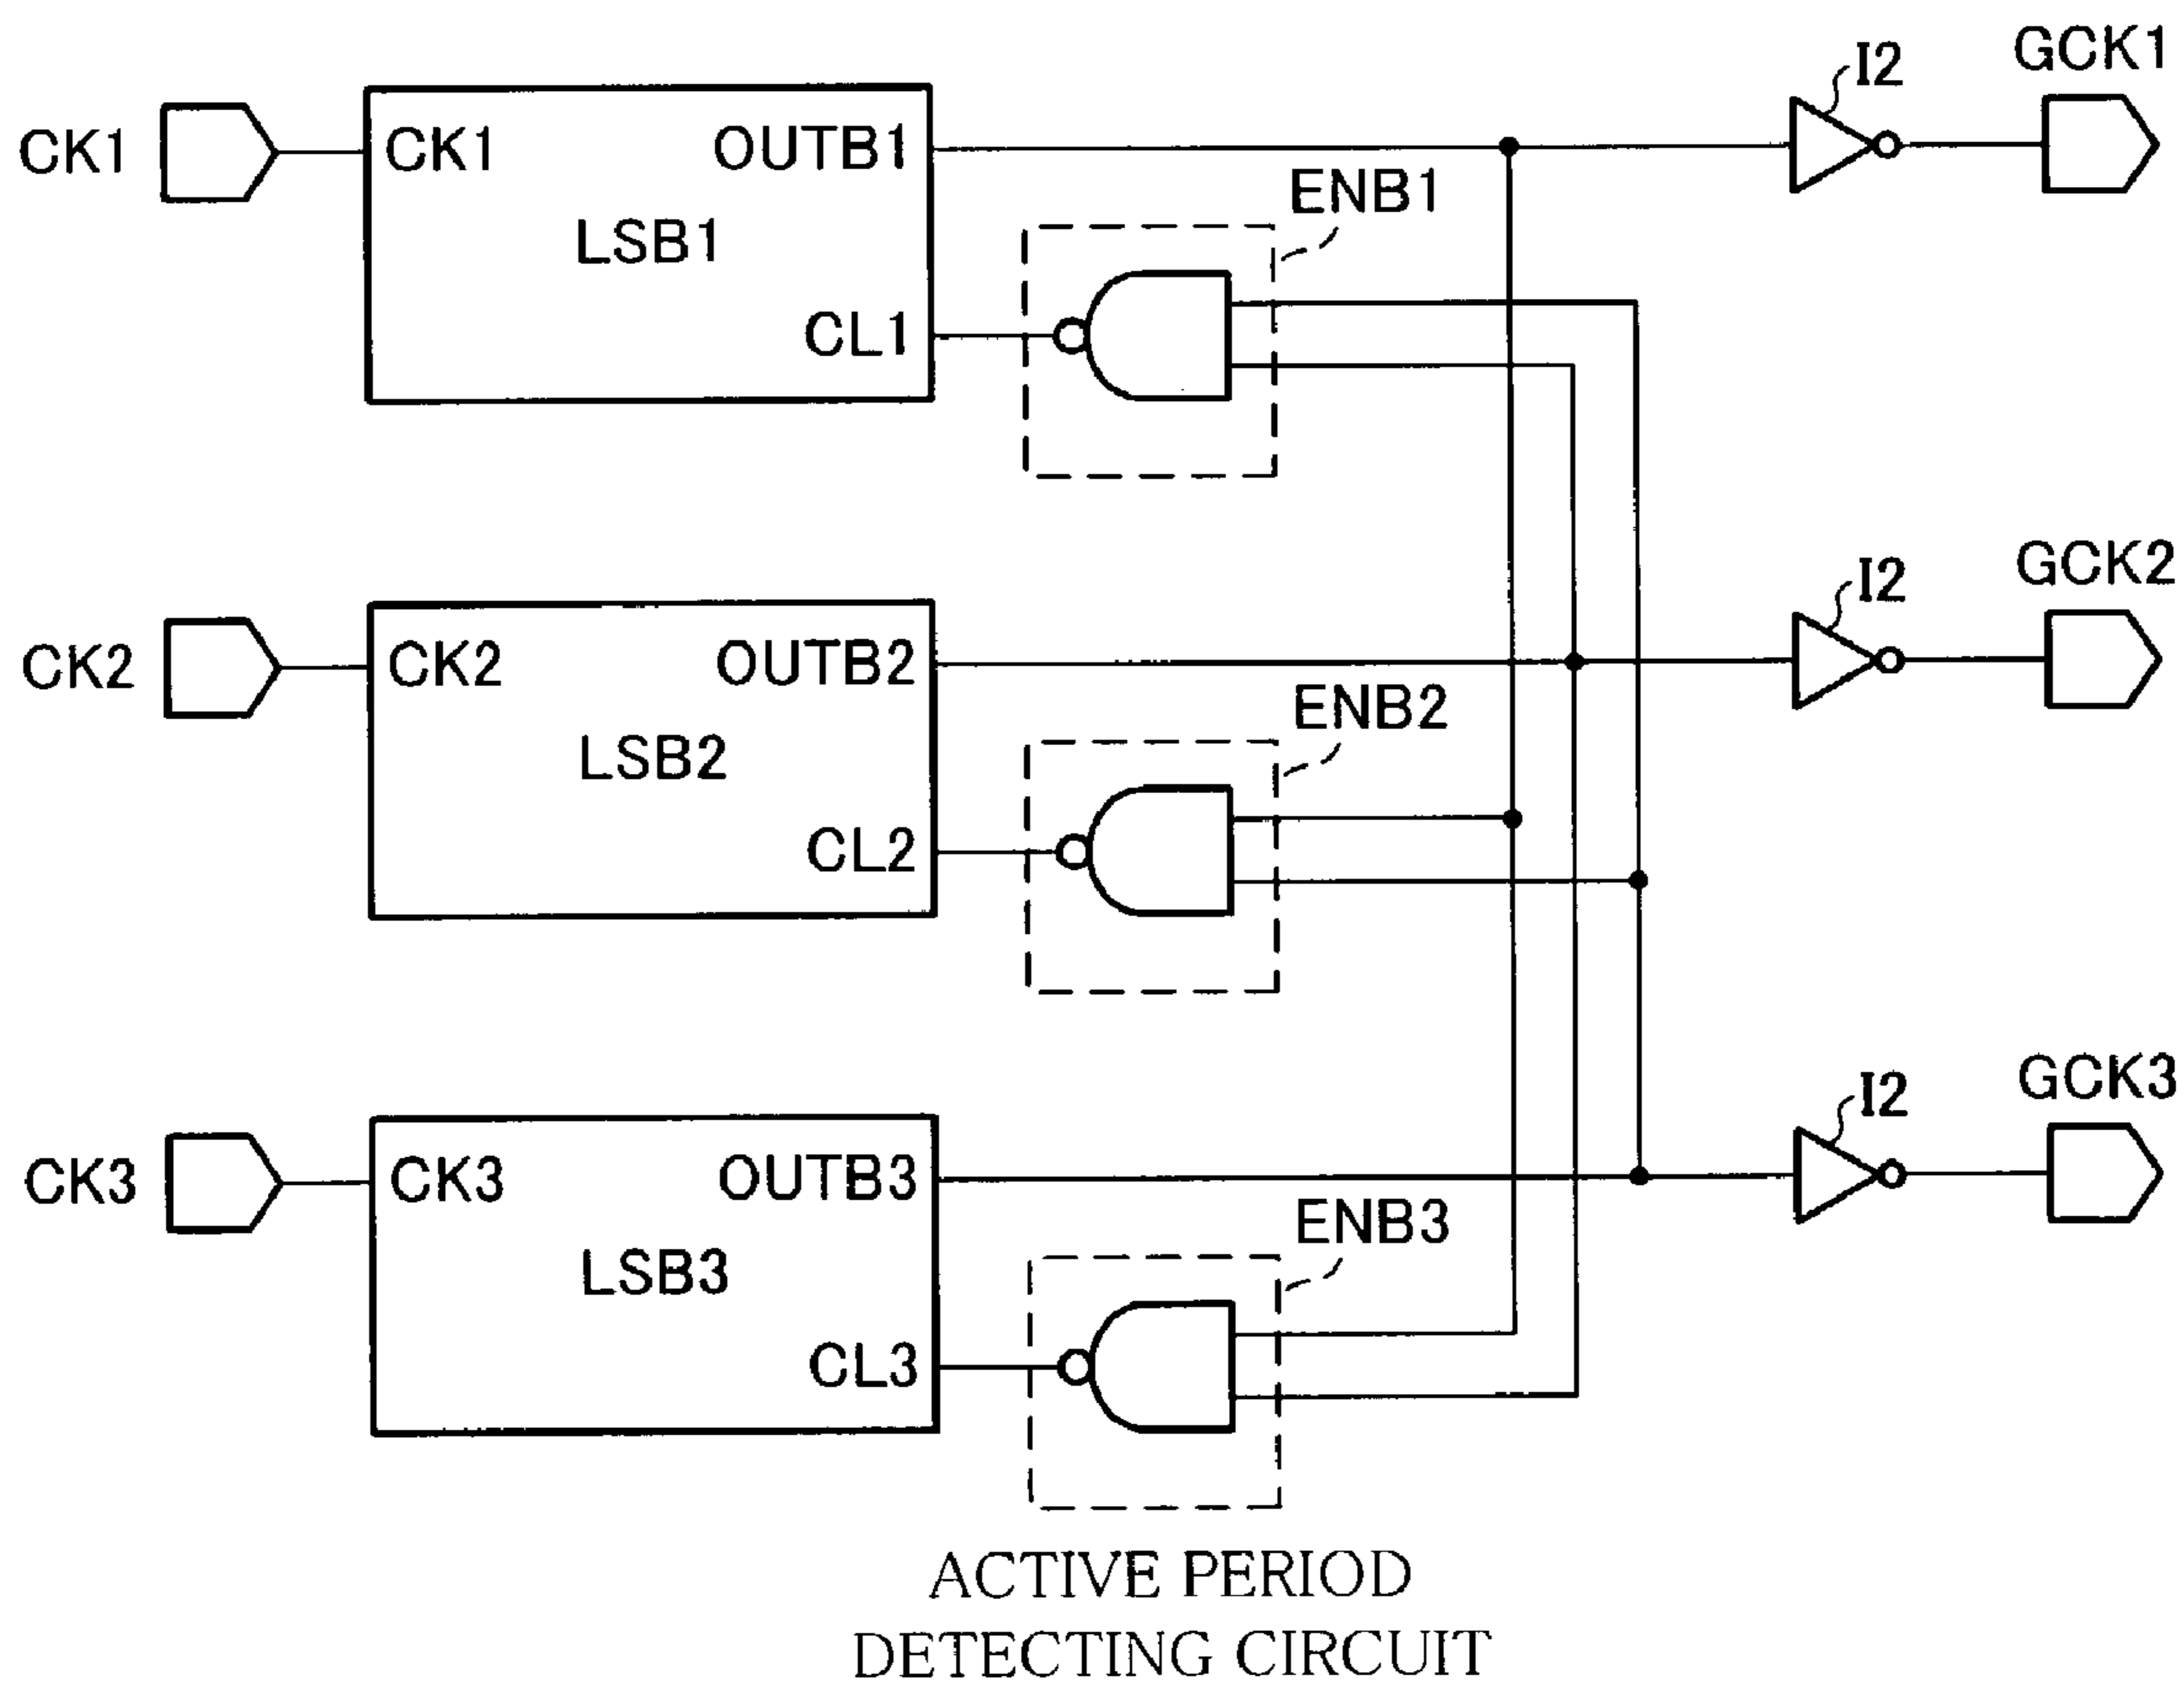 GCK1
I2
CK1
CK1
OUTB1
ENB1
LSB1
CL1
GCK2
I2
CK2
CK2
OUTB2
ENB2
LSB2
CL2
GCK3
I2
CK3
CK3
OUTB3
ENB3
LSB3
CL3
ACTIVE PERIOD
DETECTING CIRCUIT